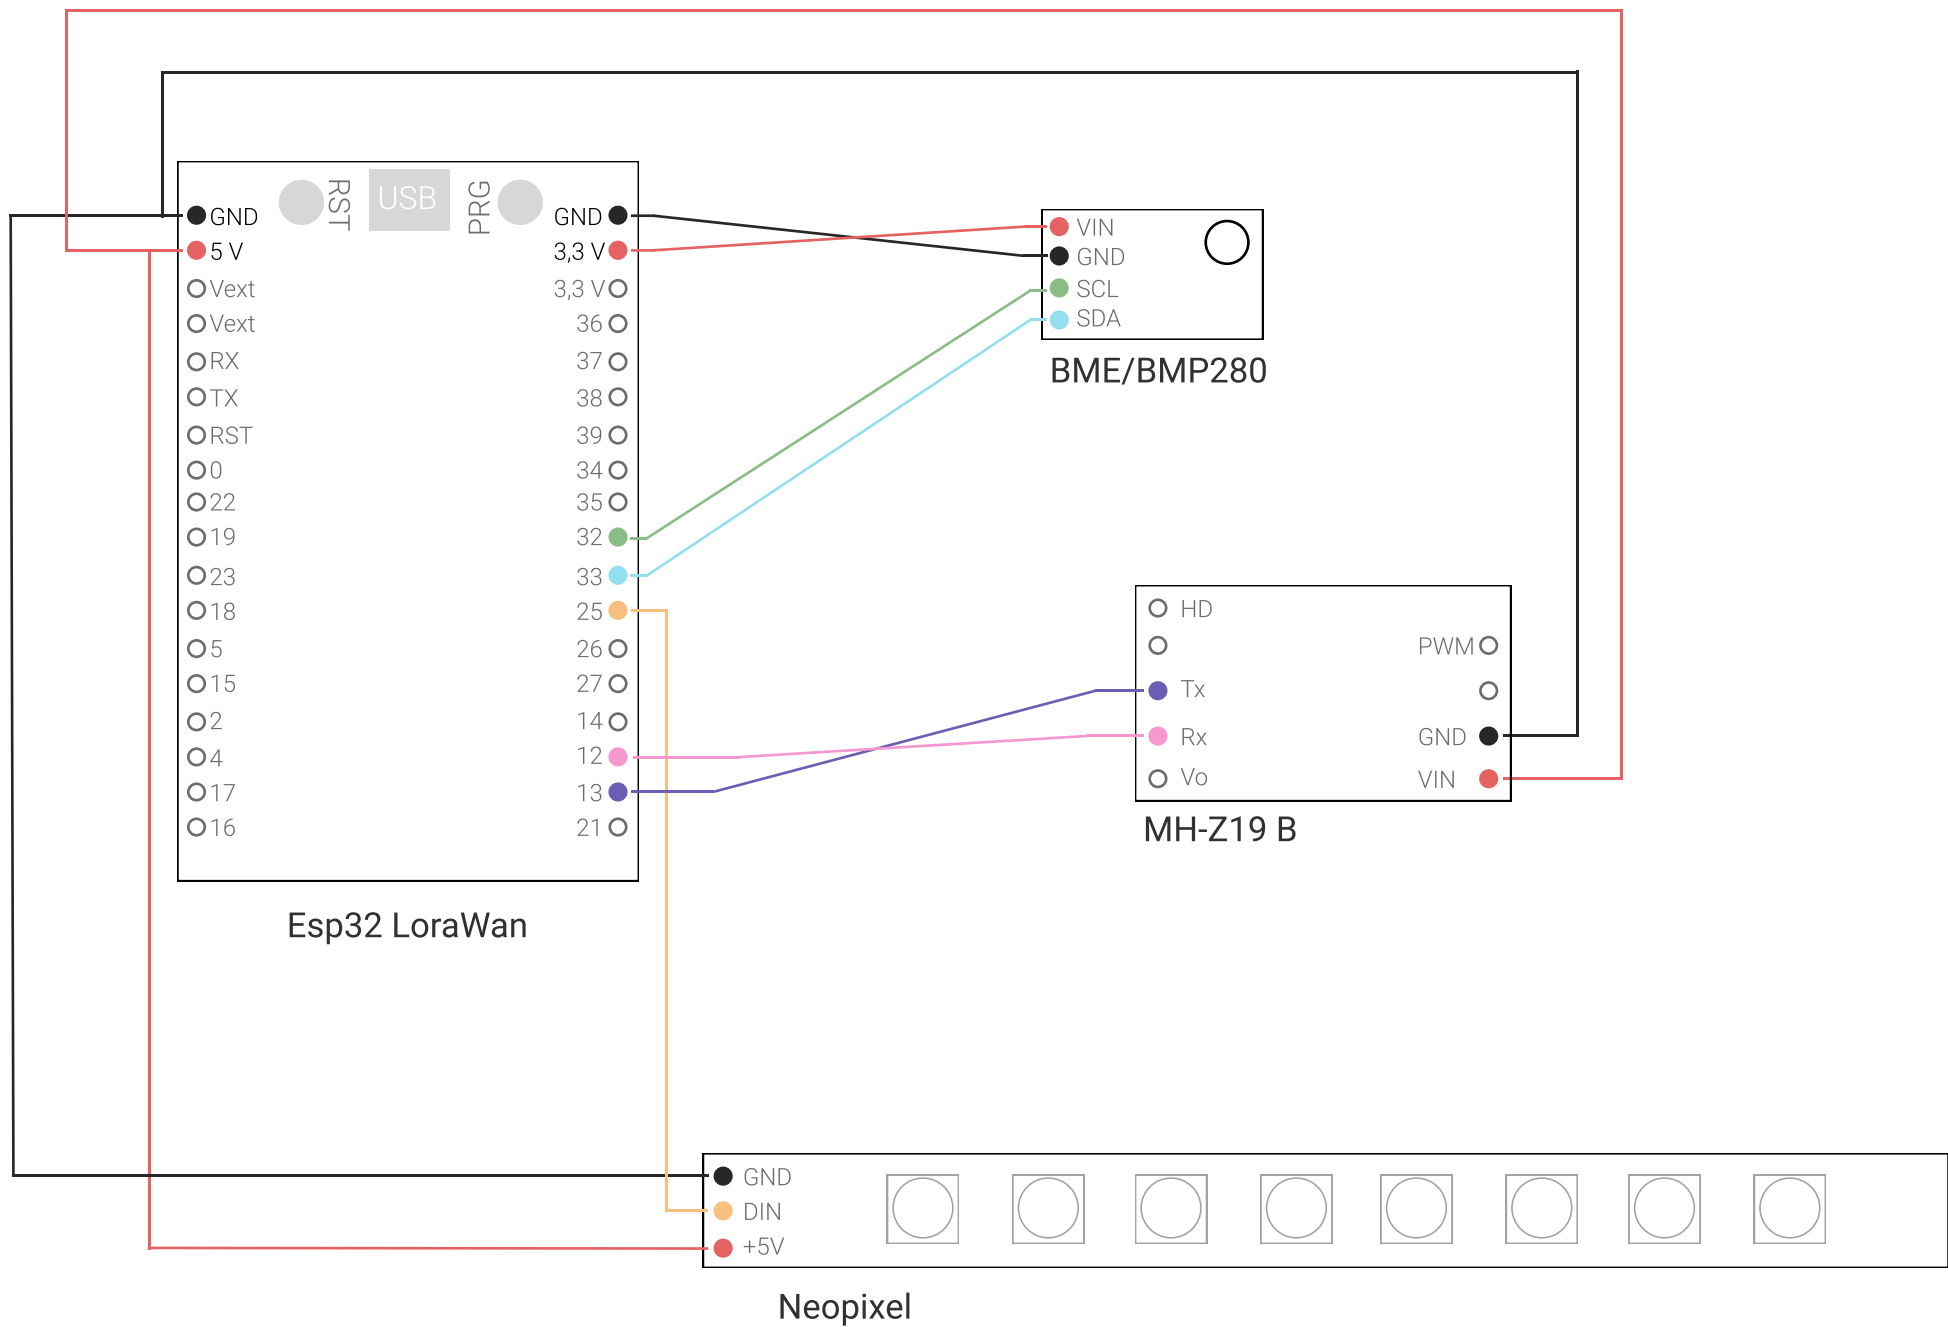 RST
USB
PRG
GND
5 V
Vext
Vext
RX
TX
RST
0
22
19
23
18
5
15
2
4
17
16
GND
3,3 V
3,3 V
36
37
38
39
34
35
32
33
25
26
27
14
12
13
21
Esp32 LoraWan
VIN
GND
SCL
SDA
BME/BMP280
HD
Tx
Rx
Vo
PWM
GND
VIN
MH-Z19 B
GND
DIN
+5V
Neopixel